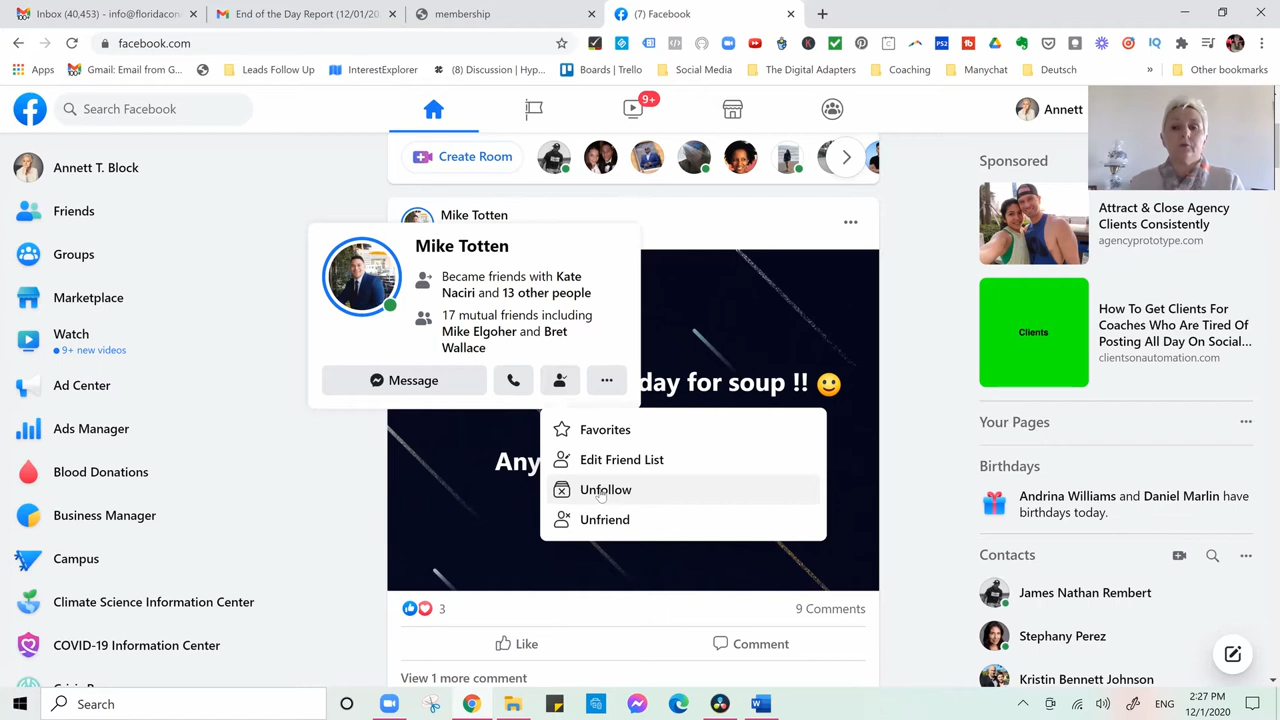 Inbox (40,453) - info@floridacon
End of the Day Report (12/01/20
membership
(7) Facebook
facebook.com
Apps
Gmail: Email from G...
Leads Follow Up
InterestExplorer
(8) Discussion | Hyp...
Boards | Trello
Social Media
The Digital Adapters
Coaching
Manychat
Deutsch
»
Other bookmarks
Search Facebook
9+
Annett
Annett T. Block
Friends
Groups
Marketplace
Watch
9+ new videos
Ad Center
Ads Manager
Blood Donations
Business Manager
Campus
Climate Science Information Center
COVID-19 Information Center
Create Room
Mike Totten
Mike Totten
Became friends with Kate
Naciri and 13 other people
17 mutual friends including
Mike Elgoher and Bret
Wallace
Message
day for soup !! 😀
Any
Favorites
Edit Friend List
Unfollow
Unfriend
3
9 Comments
Like
Comment
View 1 more comment
Sponsored
Attract & Close Agency
Clients Consistently
agencyprototype.com
Clients
How To Get Clients For
Coaches Who Are Tired Of
Posting All Day On Social...
clientsonautomation.com
Your Pages
Birthdays
Andrina Williams and Daniel Marlin have
birthdays today.
Contacts
James Nathan Rembert
Stephany Perez
Kristin Bennett Johnson
Search
ENG
2:27 PM
12/1/2020